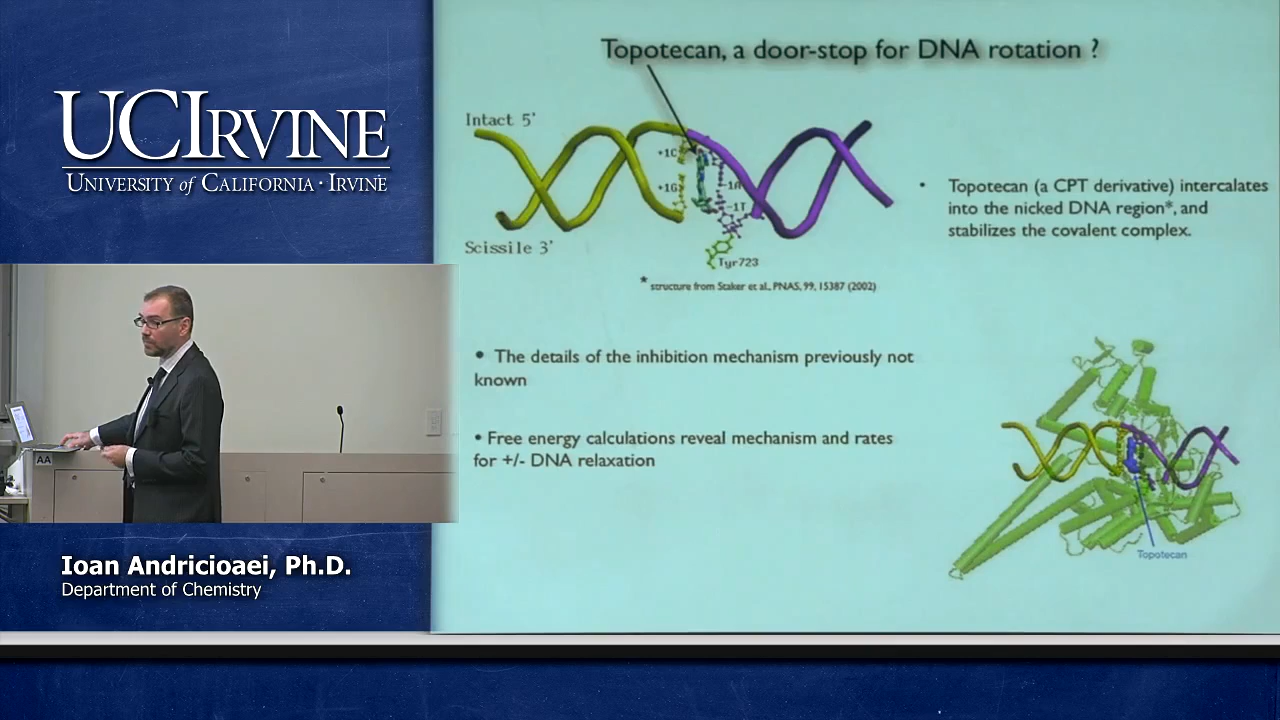 UCIRVINE
UNIVERSITY of CALIFORNIA · IRVINE
AA
Ioan Andricioaei, Ph.D.
Department of Chemistry
Topotecan, a door-stop for DNA rotation ?
Intact 5'
+1C
+1G
-1A
-1T
Scissile 3'
Tyr723
* structure from Staker et al., PNAS, 99, 15387 (2002)
• Topotecan (a CPT derivative) intercalates
into the nicked DNA region*, and
stabilizes the covalent complex.
• The details of the inhibition mechanism previously not
known
• Free energy calculations reveal mechanism and rates
for +/- DNA relaxation
Topotecan